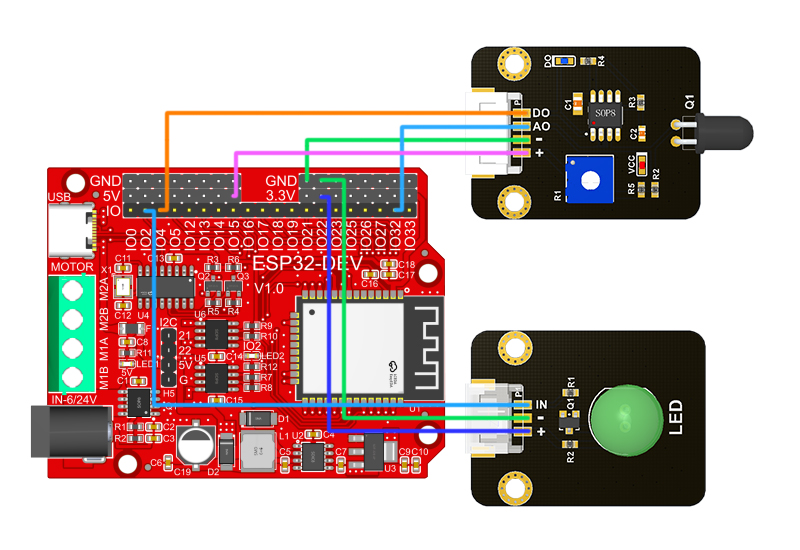 DO
R4
Q1
C1
R3
SOP8
C2
P
DO
AO
-
+
VCC
R1
R5
R2
GND
5V
IO
GND
3.3V
USB
IO0
IO2
IO4
IO5
IO12
IO13
IO14
IO15
IO16
IO17
IO18
IO19
IO21
IO22
IO23
IO25
IO26
IO27
IO32
IO33
MOTOR
X1
C11
C13
R3
R6
ESP32-DEV
V1.0
C18
C17
C16
Q2
Q3
R5
R4
M2A
M2B
M1A
M1B
C12
U4
I2C
21
22
5V
G
H5
U6
R9
R10
IO2
LED2
R12
R7
R8
C14
U5
C15
F
C8
R11
LED1
5V
C1
IN-6/24V
R1
R2
C2
C3
C6
C19
D1
D2
L1
U2
C4
C5
C7
U3
C9
C10
U1
P
IN
-
+
R1
Q1
R2
LED